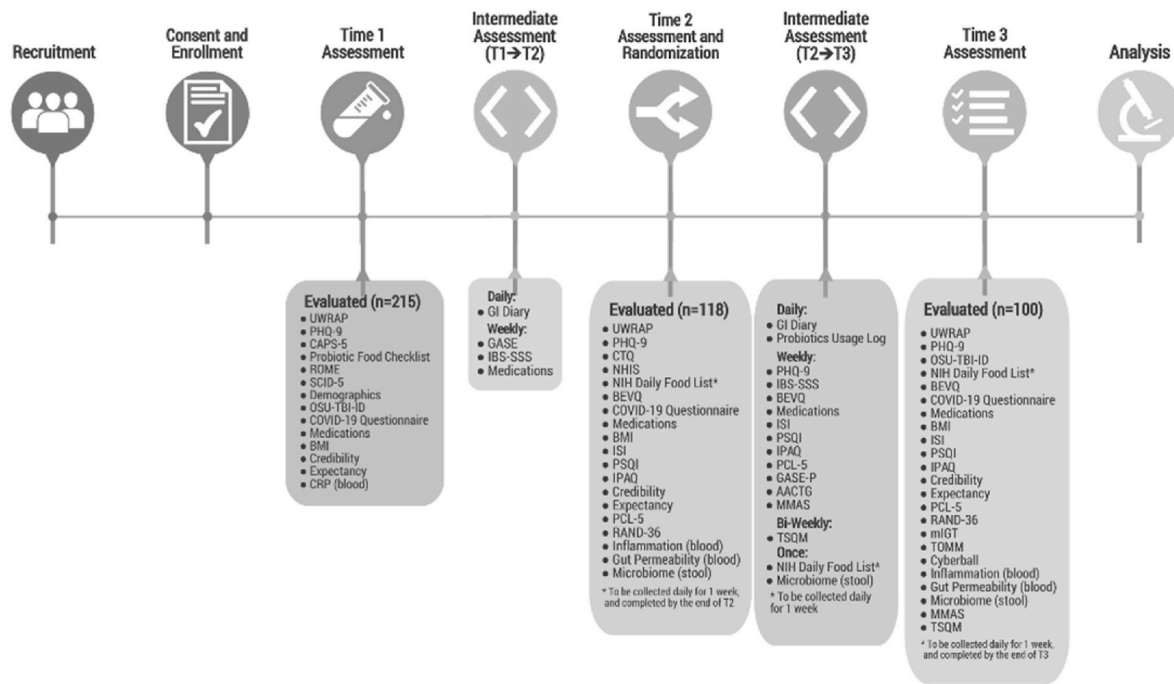 Recruitment
Consent
and Enrollment
Time 1
Assessment
Intermediate
Assessment
(T1→T2)
Time 2
Assessment and
Randomization
Intermediate
Assessment
(T2→T3)
Time 3
Assessment
Analysis
Evaluated (n=215)
• UWRAP
• PHQ-9
• CAPS-5
• Probiotic Food Checklist
• ROME
• SCID-5
• Demographics
• OSU-TBI-ID
• COVID-19 Questionnaire
• Medications
• BMI
• Credibility
• Expectancy
• CRP (blood)
Daily:
• GI Diary
Weekly:
• GASE
• IBS-SSS
• Medications
Evaluated (n=118)
• UWRAP
• PHQ-9
• CTQ
• NHIS
• NIH Daily Food List*
• BEVQ
• COVID-19 Questionnaire
• Medications
• BMI
• ISI
• PSQI
• IPAQ
• Credibility
• Expectancy
• PCL-5
• RAND-36
• Inflammation (blood)
• Gut Permeability (blood)
• Microbiome (stool)
* To be collected daily for 1 week,
and completed by the end of T2
Daily:
• GI Diary
• Probiotics Usage Log
Weekly:
• PHQ-9
• IBS-SSS
• BEVQ
• Medications
• ISI
• PSQI
• IPAQ
• PCL-5
• GASE-P
• AACTG
• MMAS
Bi-Weekly:
• TSQM
Once:
• NIH Daily Food List*
• Microbiome (stool)
* To be collected daily
for 1 week
Evaluated (n=100)
• UWRAP
• PHQ-9
• OSU-TBI-ID
• NIH Daily Food List*
• BEVQ
• COVID-19 Questionnaire
• Medications
• BMI
• ISI
• PSQI
• IPAQ
• Credibility
• Expectancy
• PCL-5
• RAND-36
• mIGT
• TOMM
• Cyberball
• Inflammation (blood)
• Gut Permeability (blood)
• Microbiome (stool)
• MMAS
• TSQM
* To be collected daily for 1 week,
and completed by the end of T3